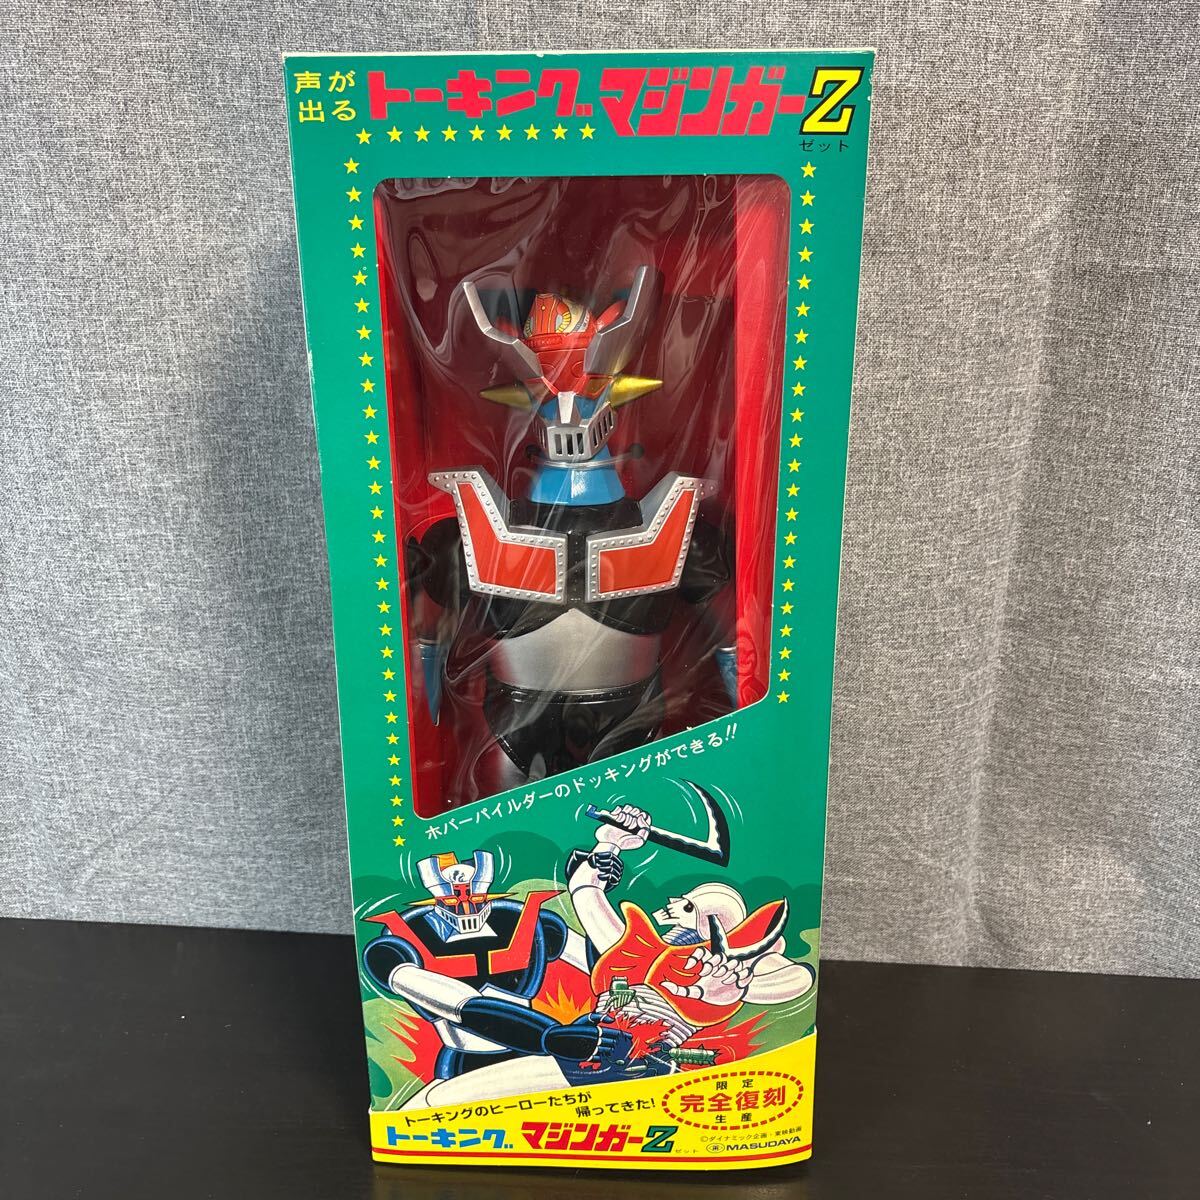 声が
出る
トーキング マジンガーZ
ゼット
ホバーパイルダーのドッキングができる!!
トーキングのヒーローたちが
帰ってきた!
限定
完全復刻
生産
トーキング マジンガーZ
ゼット
©ダイナミック企画・東映動画
MASUDAYA